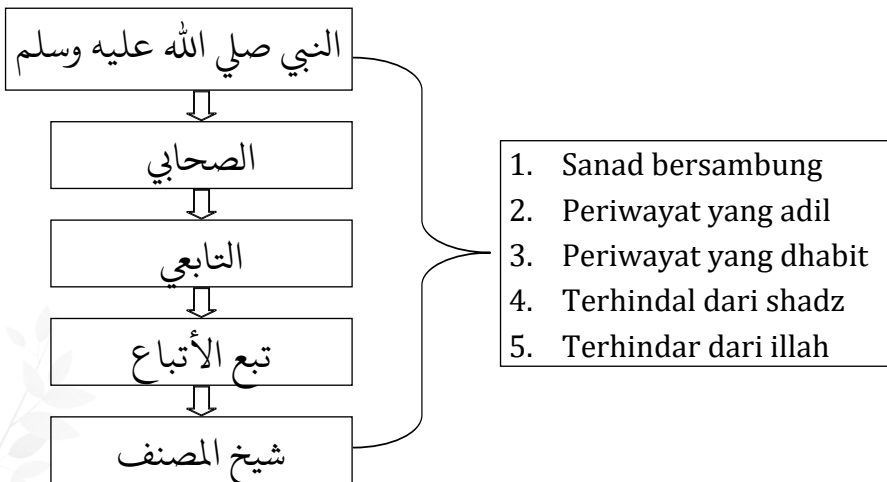 النبي صلي الله عليه وسلم
الصحابي
التابعي
تبع الأتباع
شيخ المصنف
1. Sanad bersambung
2. Periwayat yang adil
3. Periwayat yang dhabit
4. Terhindal dari shadz
5. Terhindar dari illah